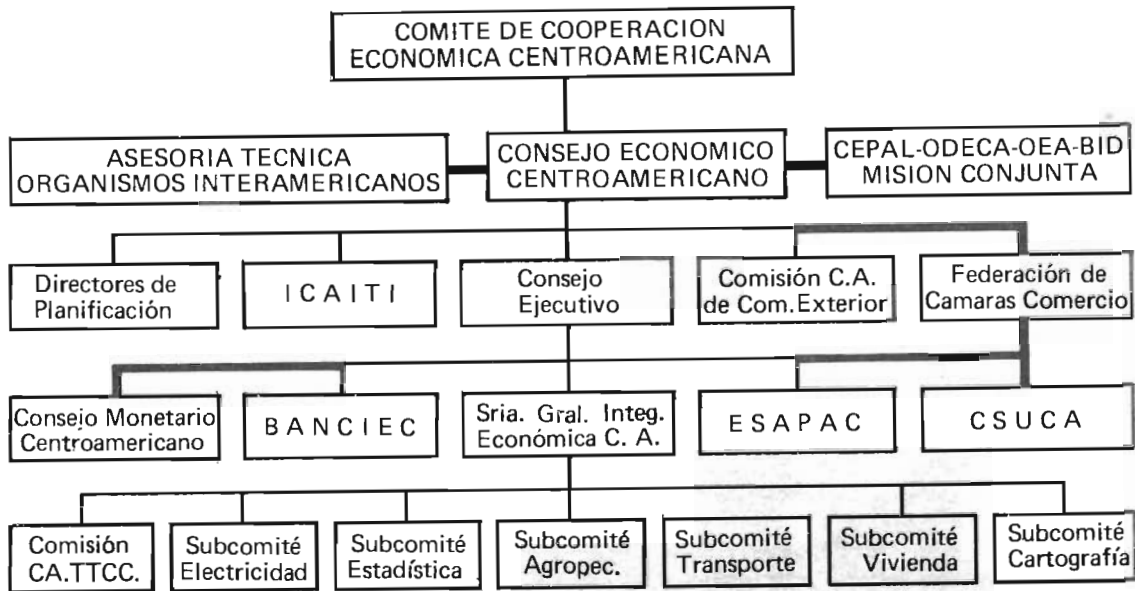 COMITE DE COOPERACION
ECONOMICA CENTROAMERICANA
ASESORIA TECNICA
ORGANISMOS INTERAMERICANOS
CONSEJO ECONOMICO
CENTROAMERICANO
CEPAL-ODECA-OEA-BID
MISION CONJUNTA
Directores de
Planificación
ICAITI
Consejo
Ejecutivo
Comisión C.A.
de Com. Exterior
Federación de
Camaras Comercio
Consejo Monetario
Centroamericano
BANCIEC
Sria. Gral. Integ.
Económica C. A.
ESAPAC
CSUCA
Comisión
CA.TTCC.
Subcomité
Electricidad
Subcomité
Estadística
Subcomité
Agropec.
Subcomité
Transporte
Subcomité
Vivienda
Subcomité
Cartografía